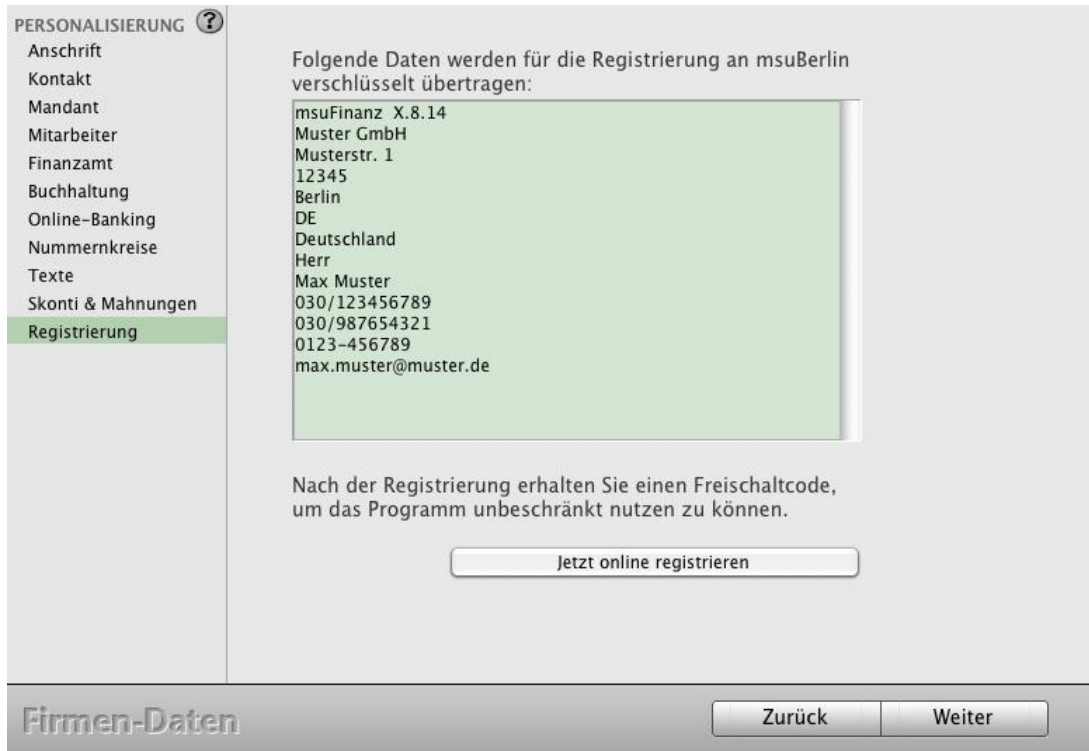 PERSONALISIERUNG ?
Anschrift
Kontakt
Mandant
Mitarbeiter
Finanzamt
Buchhaltung
Online-Banking
Nummernkreise
Texte
Skonti & Mahnungen
Registrierung
Folgende Daten werden für die Registrierung an msuBerlin
verschlüsselt übertragen:
msuFinanz X.8.14
Muster GmbH
Musterstr. 1
12345
Berlin
DE
Deutschland
Herr
Max Muster
030/123456789
030/987654321
0123-456789
max.muster@muster.de
Nach der Registrierung erhalten Sie einen Freischaltcode,
um das Programm unbeschränkt nutzen zu können.
Jetzt online registrieren
Firmen-Daten
Zurück
Weiter